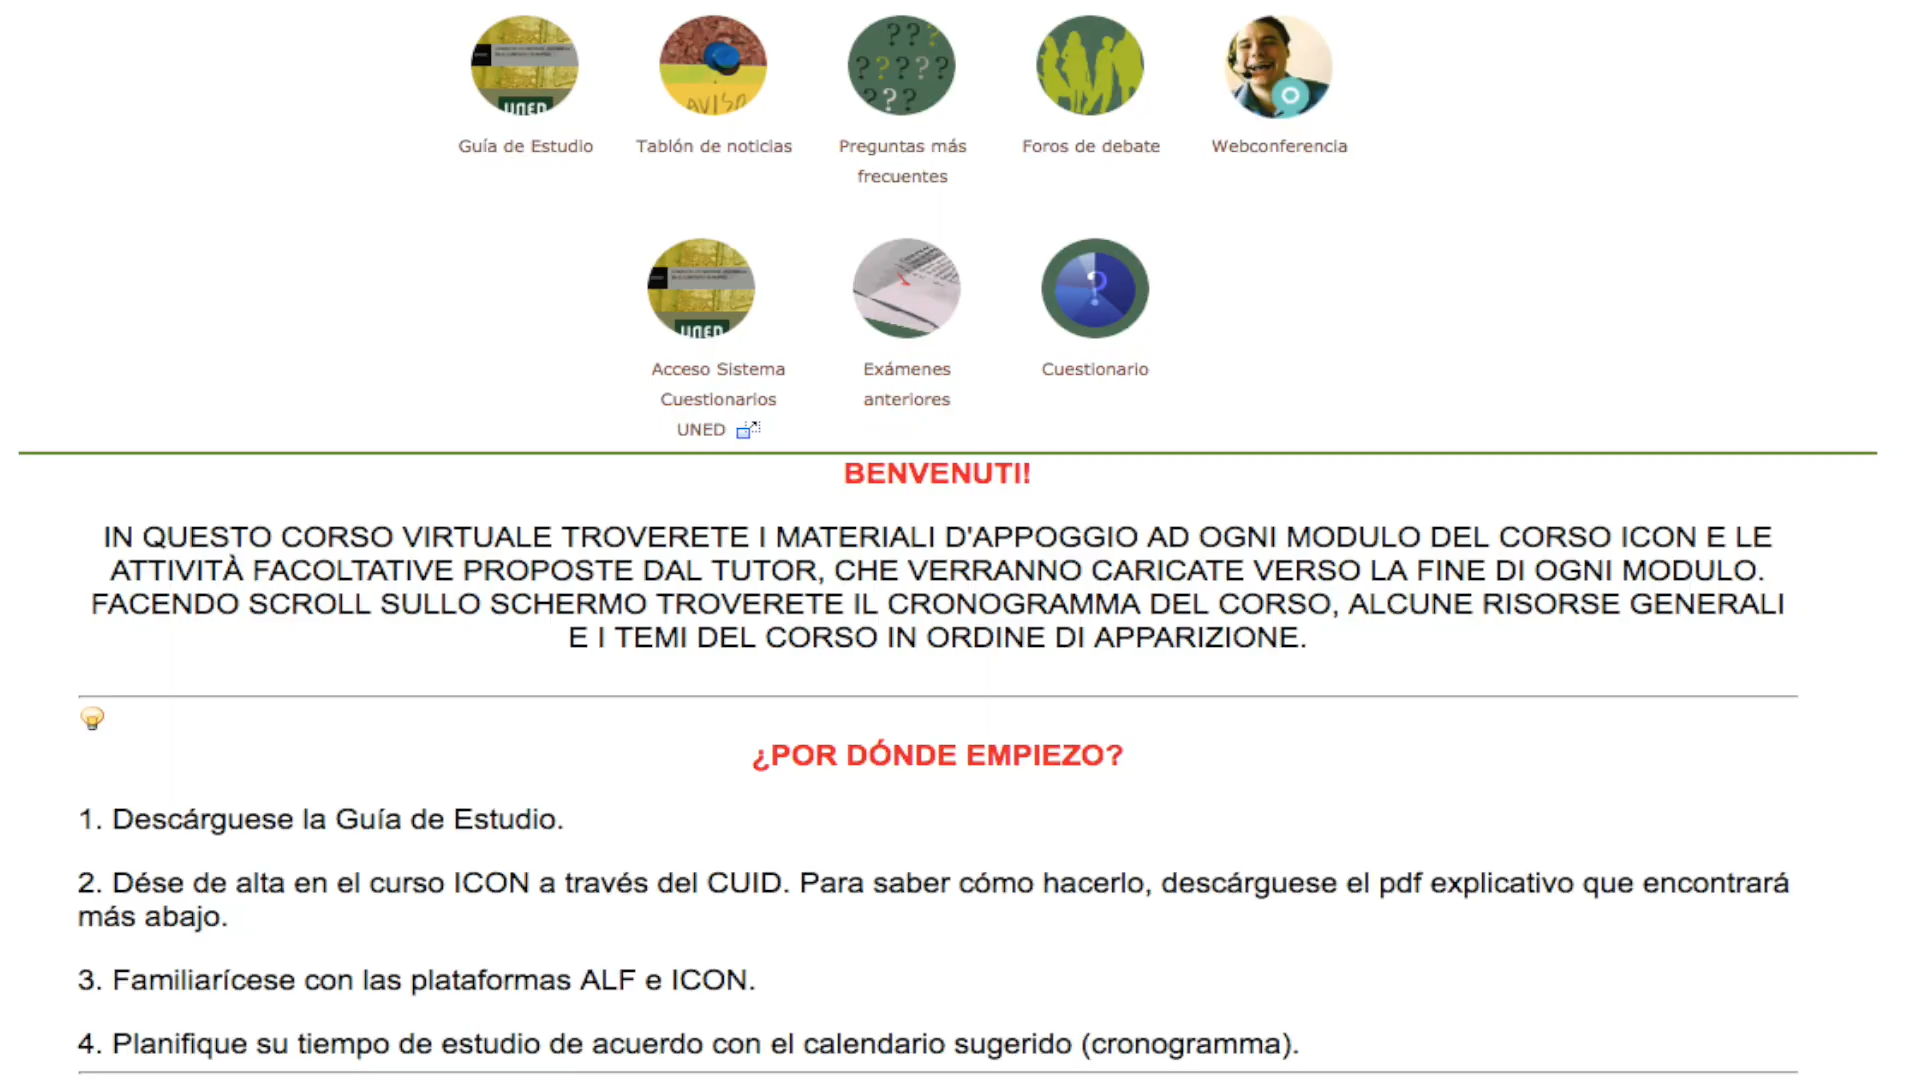 UNED
AVISO
? ?
? ? ? ? ?
? ? ?
Guía de Estudio
Tablón de noticias
Preguntas más
frecuentes
Foros de debate
Webconferencia
UNED
?
Acceso Sistema
Cuestionarios
UNED
Exámenes
anteriores
Cuestionario
BENVENUTI!
IN QUESTO CORSO VIRTUALE TROVERETE I MATERIALI D'APPOGGIO AD OGNI MODULO DEL CORSO ICON E LE
ATTIVITÀ FACOLTATIVE PROPOSTE DAL TUTOR, CHE VERRANNO CARICATE VERSO LA FINE DI OGNI MODULO.
FACENDO SCROLL SULLO SCHERMO TROVERETE IL CRONOGRAMMA DEL CORSO, ALCUNE RISORSE GENERALI
E I TEMI DEL CORSO IN ORDINE DI APPARIZIONE.
¿POR DÓNDE EMPIEZO?
1. Descárguese la Guía de Estudio.
2. Dése de alta en el curso ICON a través del CUID. Para saber cómo hacerlo, descárguese el pdf explicativo que encontrará
más abajo.
3. Familiarícese con las plataformas ALF e ICON.
4. Planifique su tiempo de estudio de acuerdo con el calendario sugerido (cronogramma).